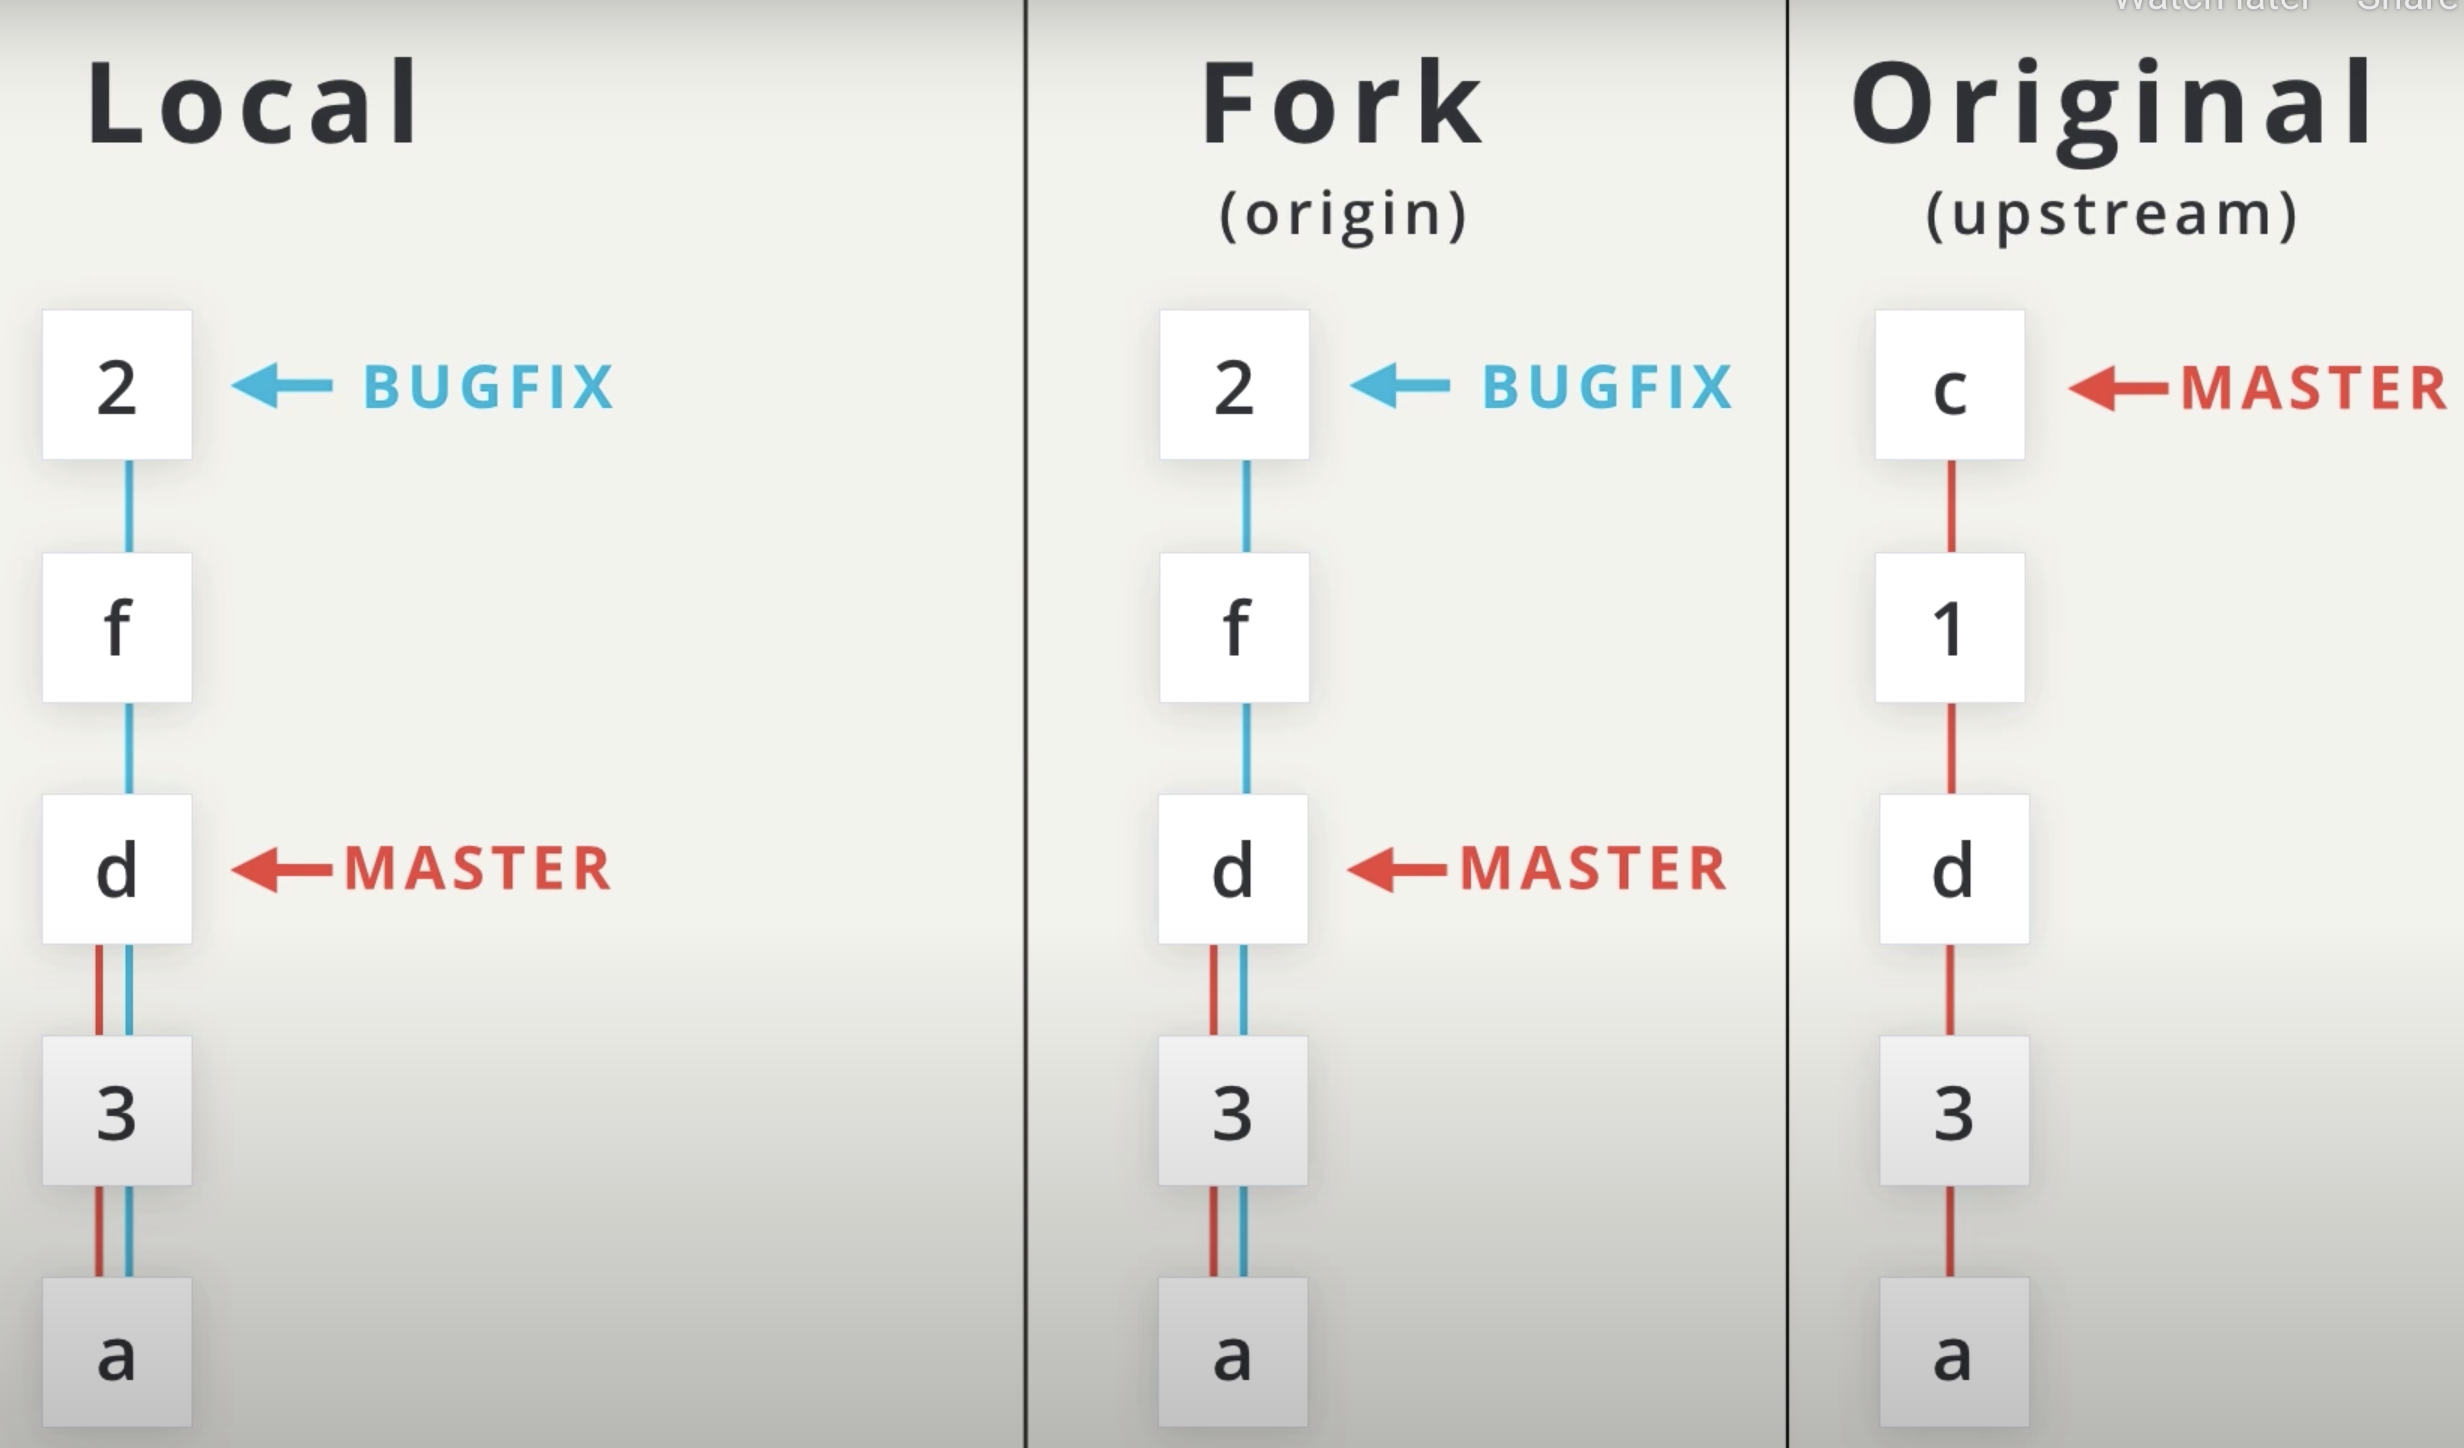 Local
2 BUGFIX
f
d MASTER
3
a
Fork
(origin)
2 BUGFIX
f
d MASTER
3
a
Original
(upstream)
c MASTER
1
d
3
a
Watch later Share